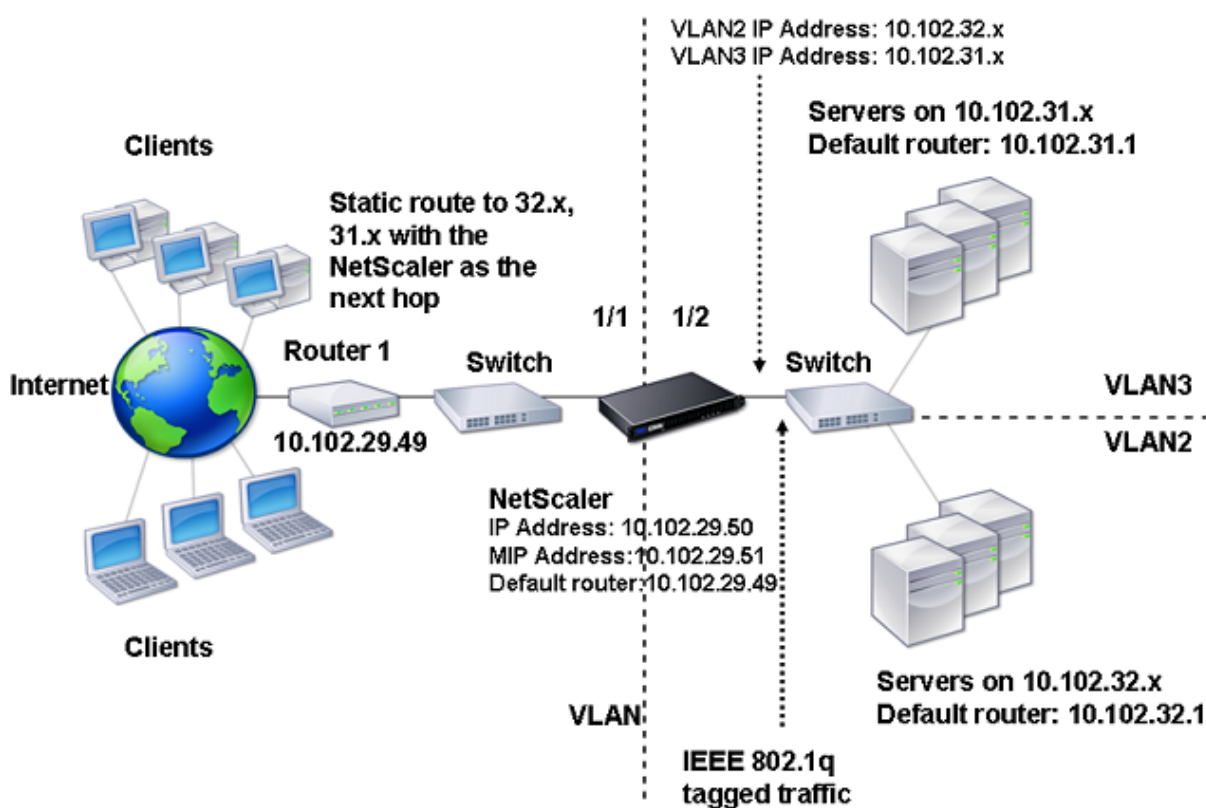 VLAN2 IP Address: 10.102.32.x
VLAN3 IP Address: 10.102.31.x
Servers on 10.102.31.x
Default router: 10.102.31.1
Clients
Static route to 32.x,
31.x with the
NetScaler as the
next hop
1/1
1/2
Internet
Router 1
Switch
Switch
VLAN3
10.102.29.49
VLAN2
NetScaler
IP Address: 10.102.29.50
MIP Address:10.102.29.51
Default router:10.102.29.49
Clients
Servers on 10.102.32.x
Default router: 10.102.32.1
VLAN
IEEE 802.1q
tagged traffic